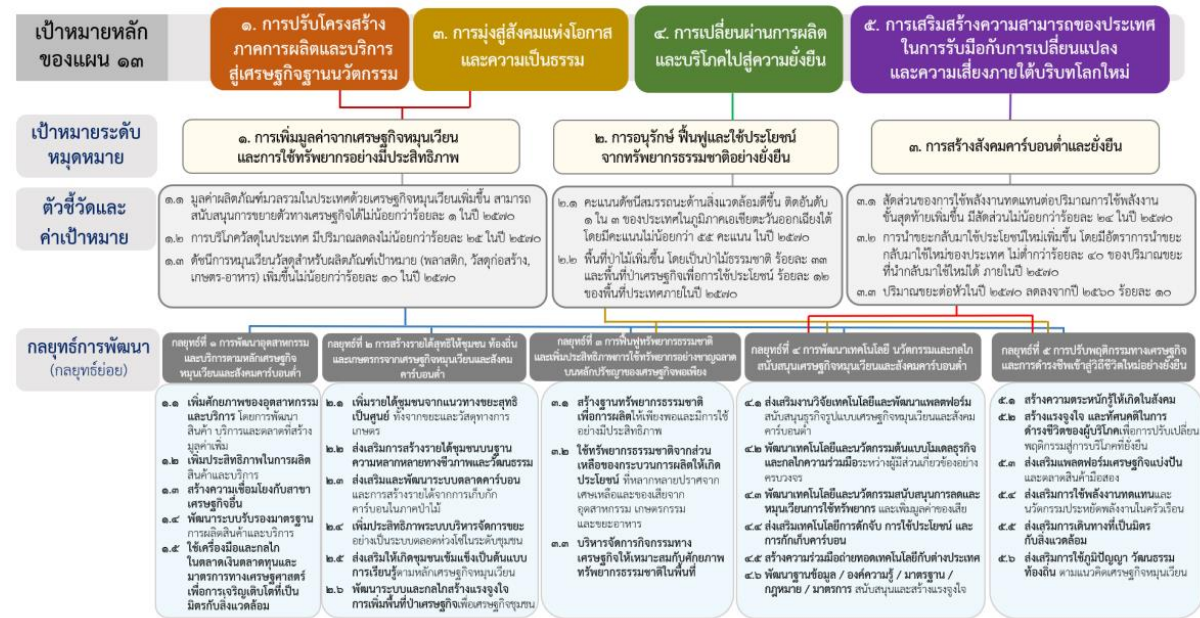 เป้าหมายหลัก
ของแผน ๑๓
๑. การปรับโครงสร้าง
ภาคการผลิตและบริการ
สู่เศรษฐกิจฐานนวัตกรรม
๓. การมุ่งสู่สังคมแห่งโอกาส
และความเป็นธรรม
๔. การเปลี่ยนผ่านการผลิต
และบริโภคไปสู่ความยั่งยืน
๕. การเสริมสร้างความสามารถของประเทศ
ในการรับมือกับการเปลี่ยนแปลง
และความเสี่ยงภายใต้บริบทโลกใหม่
เป้าหมายระดับ
หมุดหมาย
๑. การเพิ่มมูลค่าจากเศรษฐกิจหมุนเวียน
และการใช้ทรัพยากรอย่างมีประสิทธิภาพ
๒. การอนุรักษ์ ฟื้นฟูและใช้ประโยชน์
จากทรัพยากรธรรมชาติอย่างยั่งยืน
๓. การสร้างสังคมคาร์บอนต่ำและยั่งยืน
ตัวชี้วัดและ
ค่าเป้าหมาย
๑.๑ มูลค่าผลิตภัณฑ์มวลรวมในประเทศด้วยเศรษฐกิจหมุนเวียนเพิ่มขึ้น สามารถ
สนับสนุนการขยายตัวทางเศรษฐกิจได้ไม่น้อยกว่าร้อยละ ๑ ในปี ๒๕๗๐
๑.๒ การบริโภควัสดุในประเทศ มีปริมาณลดลงไม่น้อยกว่าร้อยละ ๒๕ ในปี ๒๕๗๐
๑.๓ ดัชนีการหมุนเวียนวัสดุสำหรับผลิตภัณฑ์เป้าหมาย (พลาสติก, วัสดุก่อสร้าง,
เกษตร-อาหาร) เพิ่มขึ้นไม่น้อยกว่าร้อยละ ๑๐ ในปี ๒๕๗๐
๒.๑ คะแนนดัชนีสมรรถนะด้านสิ่งแวดล้อมดีขึ้น ติดอันดับ
๑ ใน ๓ ของประเทศในภูมิภาคเอเชียตะวันออกเฉียงใต้
โดยมีคะแนนไม่น้อยกว่า ๕๕ คะแนน ในปี ๒๕๗๐
๒.๒ พื้นที่ป่าไม้เพิ่มขึ้น โดยเป็นป่าไม้ธรรมชาติ ร้อยละ ๓๓
และพื้นที่ป่าเศรษฐกิจเพื่อการใช้ประโยชน์ ร้อยละ ๑๒
ของพื้นที่ประเทศภายในปี ๒๕๗๐
๓.๑ สัดส่วนของการใช้พลังงานทดแทนต่อปริมาณการใช้พลังงาน
ขั้นสุดท้ายเพิ่มขึ้น มีสัดส่วนไม่น้อยกว่าร้อยละ ๒๔ ในปี ๒๕๗๐
๓.๒ การนำขยะกลับมาใช้ประโยชน์ใหม่เพิ่มขึ้น โดยมีอัตราการนำขยะ
กลับมาใช้ใหม่ของประเทศ ไม่ต่ำกว่าร้อยละ ๔๐ ของปริมาณขยะ
ที่นำกลับมาใช้ใหม่ได้ ภายในปี ๒๕๗๐
๓.๓ ปริมาณขยะต่อหัวในปี ๒๕๗๐ ลดลงจากปี ๒๕๖๐ ร้อยละ ๑๐
กลยุทธ์การพัฒนา
(กลยุทธ์ย่อย)
กลยุทธ์ที่ ๑ การพัฒนาอุตสาหกรรม
และบริการตามหลักเศรษฐกิจ
หมุนเวียนและสังคมคาร์บอนต่ำ
๑.๑ เพิ่มศักยภาพของอุตสาหกรรม
และบริการ โดยการพัฒนา
สินค้า บริการและตลาดที่สร้าง
มูลค่าเพิ่ม
๑.๒ เพิ่มประสิทธิภาพในการผลิต
สินค้าและบริการ
๑.๓ สร้างความเชื่อมโยงกับสาขา
เศรษฐกิจอื่น
๑.๔ พัฒนาระบบรับรองมาตรฐาน
การผลิตสินค้าและบริการ
๑.๕ ใช้เครื่องมือและกลไก
ในตลาดเงินตลาดทุนและ
มาตรการทางเศรษฐศาสตร์
เพื่อการเจริญเติบโตที่เป็น
มิตรกับสิ่งแวดล้อม
กลยุทธ์ที่ ๒ การสร้างรายได้สุทธิให้ชุมชน ท้องถิ่น
และเกษตรกรจากเศรษฐกิจหมุนเวียนและสังคม
คาร์บอนต่ำ
๒.๑ เพิ่มรายได้ชุมชนจากแนวทางขยะสุทธิ
เป็นศูนย์ ทั้งจากขยะและวัสดุทางการ
เกษตร
๒.๒ ส่งเสริมการสร้างรายได้ชุมชนบนฐาน
ความหลากหลายทางชีวภาพและวัฒนธรรม
๒.๓ ส่งเสริมและพัฒนาระบบตลาดคาร์บอน
และการสร้างรายได้จากการเก็บกัก
คาร์บอนในภาคป่าไม้
๒.๔ เพิ่มประสิทธิภาพระบบบริหารจัดการขยะ
อย่างเป็นระบบตลอดห่วงโซ่ในระดับชุมชน
๒.๕ ส่งเสริมให้เกิดชุมชนเข้มแข็งเป็นต้นแบบ
การเรียนรู้ตามหลักเศรษฐกิจหมุนเวียน
๒.๖ พัฒนาระบบและกลไกสร้างแรงจูงใจ
การเพิ่มพื้นที่ป่าเศรษฐกิจเพื่อเศรษฐกิจชุมชน
กลยุทธ์ที่ ๓ การฟื้นฟูทรัพยากรธรรมชาติ
และเพิ่มประสิทธิภาพการใช้ทรัพยากรอย่างชาญฉลาด
บนหลักปรัชญาของเศรษฐกิจพอเพียง
๓.๑ สร้างฐานทรัพยากรธรรมชาติ
เพื่อการผลิตให้เพียงพอและมีการใช้
อย่างมีประสิทธิภาพ
๓.๒ ใช้ทรัพยากรธรรมชาติจากส่วน
เหลือของกระบวนการผลิตให้เกิด
ประโยชน์ ที่หลากหลายปราศจาก
เศษเหลือและของเสียจาก
อุตสาหกรรม เกษตรกรรม
และขยะอาหาร
๓.๓ บริหารจัดการกิจกรรมทาง
เศรษฐกิจให้เหมาะสมกับศักยภาพ
ทรัพยากรธรรมชาติในพื้นที่
กลยุทธ์ที่ ๔ การพัฒนาเทคโนโลยี นวัตกรรมและกลไก
สนับสนุนเศรษฐกิจหมุนเวียนและสังคมคาร์บอนต่ำ
๔.๑ ส่งเสริมงานวิจัยเทคโนโลยีและพัฒนาแพลตฟอร์ม
สนับสนุนธุรกิจรูปแบบเศรษฐกิจหมุนเวียนและสังคม
คาร์บอนต่ำ
๔.๒ พัฒนาเทคโนโลยีและนวัตกรรมต้นแบบโมเดลธุรกิจ
และกลไกความร่วมมือระหว่างผู้มีส่วนเกี่ยวข้องอย่าง
ครบวงจร
๔.๓ พัฒนาเทคโนโลยีและนวัตกรรมสนับสนุนการลดและ
หมุนเวียนการใช้ทรัพยากร และเพิ่มมูลค่าของเสีย
๔.๔ ส่งเสริมเทคโนโลยีการดักจับ การใช้ประโยชน์ และ
การกักเก็บคาร์บอน
๔.๕ สร้างความร่วมมือถ่ายทอดเทคโนโลยีกับต่างประเทศ
๔.๖ พัฒนาฐานข้อมูล / องค์ความรู้ / มาตรฐาน /
กฎหมาย / มาตรการ สนับสนุนและสร้างแรงจูงใจ
กลยุทธ์ที่ ๕ การปรับพฤติกรรมทางเศรษฐกิจ
และการดำรงชีพเข้าสู่วิถีชีวิตใหม่อย่างยั่งยืน
๕.๑ สร้างความตระหนักรู้ให้เกิดในสังคม
๕.๒ สร้างแรงจูงใจ และทัศนคติในการ
ดำรงชีวิตของผู้บริโภคเพื่อการปรับเปลี่ยน
พฤติกรรมสู่การบริโภคที่ยั่งยืน
๕.๓ ส่งเสริมแพลตฟอร์มเศรษฐกิจแบ่งปัน
และตลาดสินค้ามือสอง
๕.๔ ส่งเสริมการใช้พลังงานทดแทนและ
นวัตกรรมประหยัดพลังงานในครัวเรือน
๕.๕ ส่งเสริมการเดินทางที่เป็นมิตร
กับสิ่งแวดล้อม
๕.๖ ส่งเสริมการใช้ภูมิปัญญา วัฒนธรรม
ท้องถิ่น ตามแนวคิดเศรษฐกิจหมุนเวียน